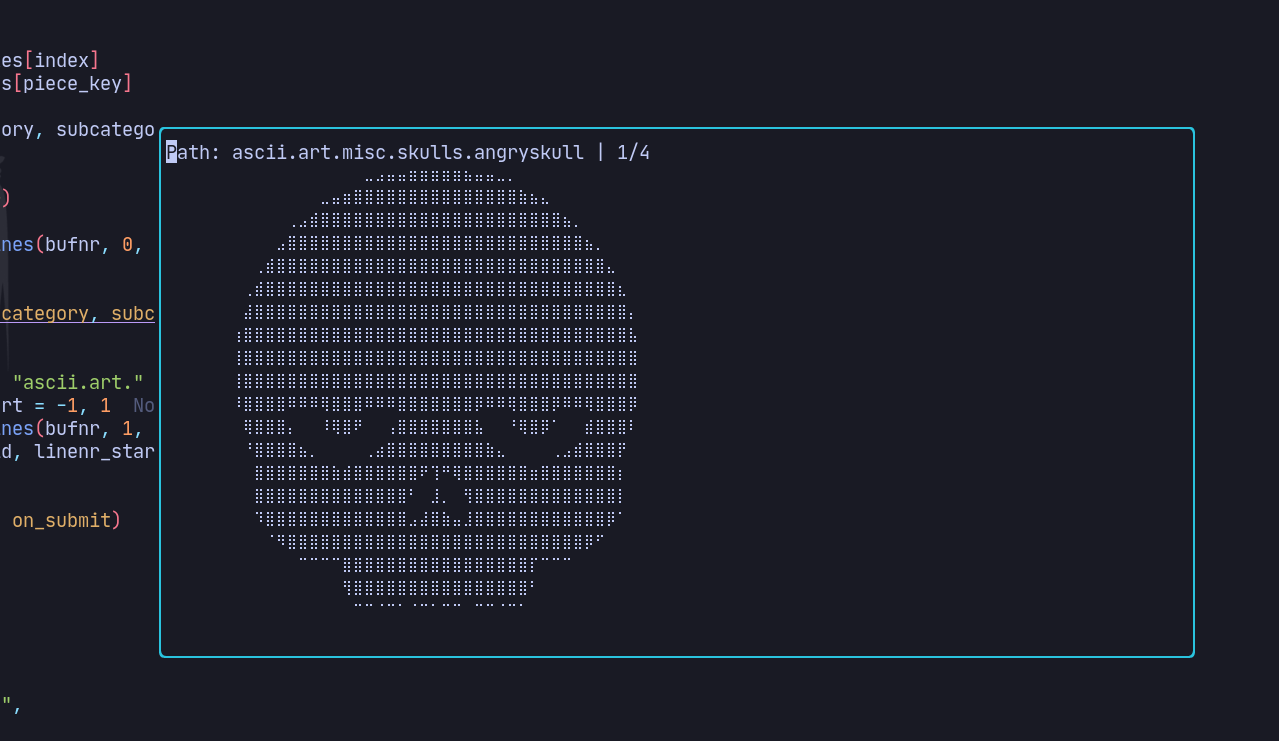 es[index]
s[piece_key]
ory, subcatego
Path: ascii.art.misc.skulls.angryskull | 1/4
)
nes(bufnr, 0,
category, subc
"ascii.art."
rt = -1, 1 No
nes(bufnr, 1,
d, linenr_star
on_submit)
",